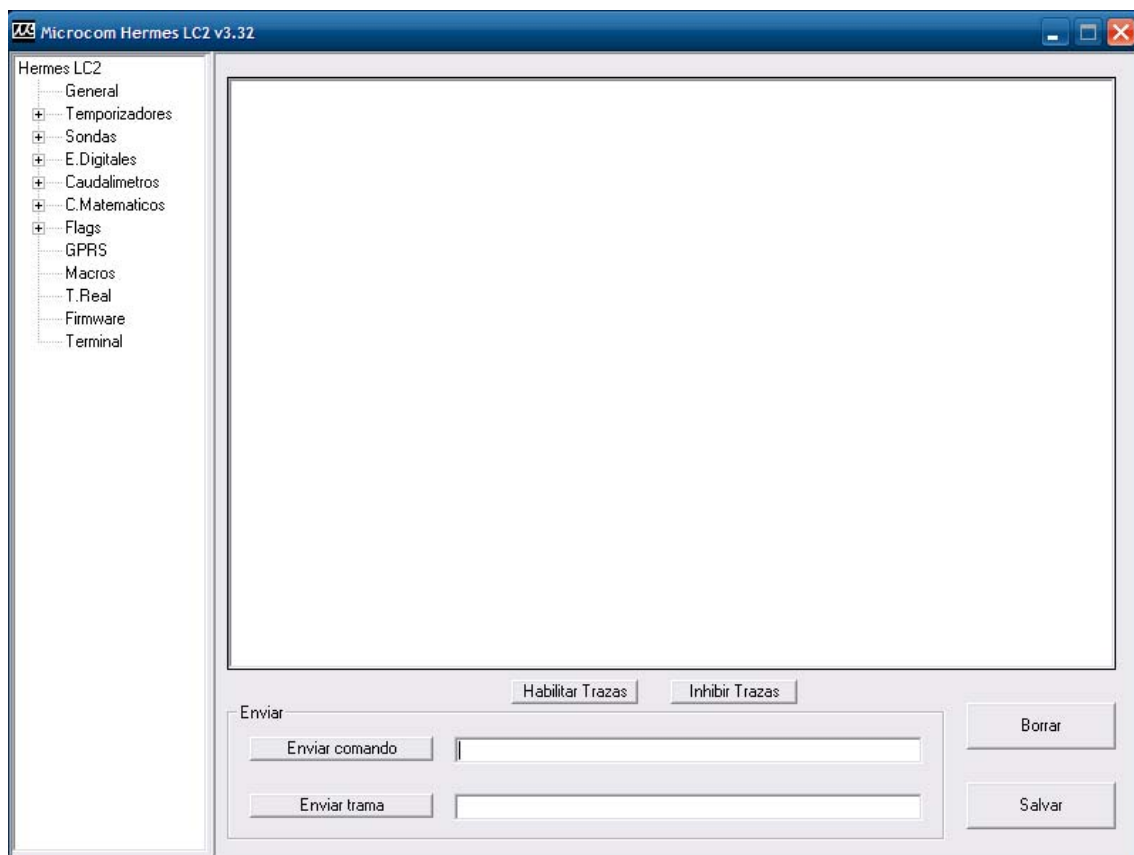 Microcom Hermes LC2 v3.32
Hermes LC2
General
Temporizadores
Sondas
E.Digitales
Caudalimetros
C.Matematicos
Flags
GPRS
Macros
T.Real
Firmware
Terminal
Habilitar Trazas Inhibir Trazas
Enviar
Enviar comando
Enviar trama
Borrar
Salvar